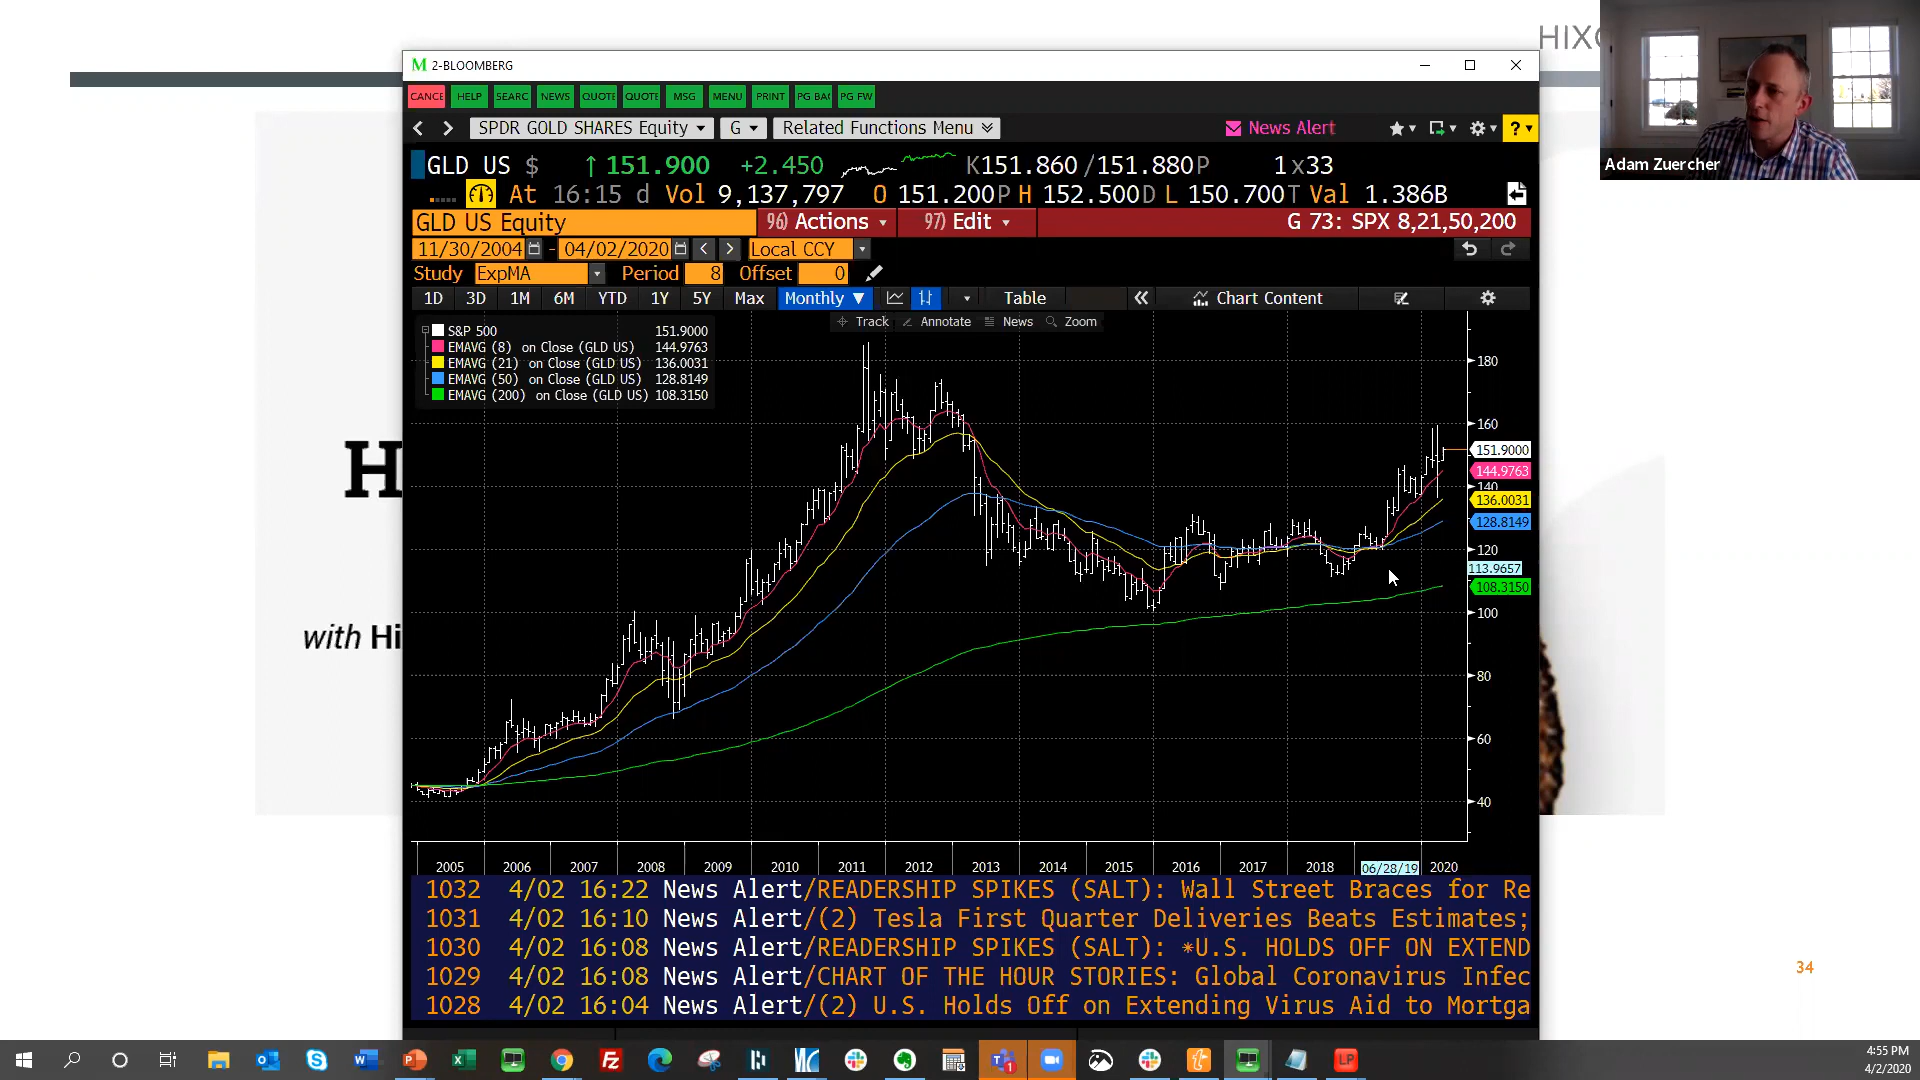 HIX
Adam Zuercher
2-BLOOMBERG
CANCE HELP SEARC NEWS QUOTE QUOTE MSG MENU PRINT PG BA PG FW
SPDR GOLD SHARES Equity G Related Functions Menu News Alert ?
GLD US $ ↑ 151.900 +2.450 K151.860 /151.880P 1x33
At 16:15 d Vol 9,137,797 O 151.200P H 152.500D L 150.700T Val 1.386B
GLD US Equity 96) Actions 97) Edit G 73: SPX 8,21,50,200
11/30/2004 - 04/02/2020 Local CCY
Study ExpMA Period 8 Offset 0
1D 3D 1M 6M YTD 1Y 5Y Max Monthly ▼ Table « Chart Content
Track Annotate News Zoom
S&P 500 151.9000
EMAVG (8) on Close (GLD US) 144.9763
EMAVG (21) on Close (GLD US) 136.0031
EMAVG (50) on Close (GLD US) 128.8149
EMAVG (200) on Close (GLD US) 108.3150
180
160
151.9000
144.9763
140
136.0031
128.8149
120
113.9657
108.3150
100
80
60
40
H
with Hi
2005 2006 2007 2008 2009 2010 2011 2012 2013 2014 2015 2016 2017 2018 06/28/19 2020
1032 4/02 16:22 News Alert/READERSHIP SPIKES (SALT): Wall Street Braces for Re
1031 4/02 16:10 News Alert/(2) Tesla First Quarter Deliveries Beats Estimates;
1030 4/02 16:08 News Alert/READERSHIP SPIKES (SALT): *U.S. HOLDS OFF ON EXTEND
1029 4/02 16:08 News Alert/CHART OF THE HOUR STORIES: Global Coronavirus Infec
1028 4/02 16:04 News Alert/(2) U.S. Holds Off on Extending Virus Aid to Mortga
34
4:55 PM
4/2/2020